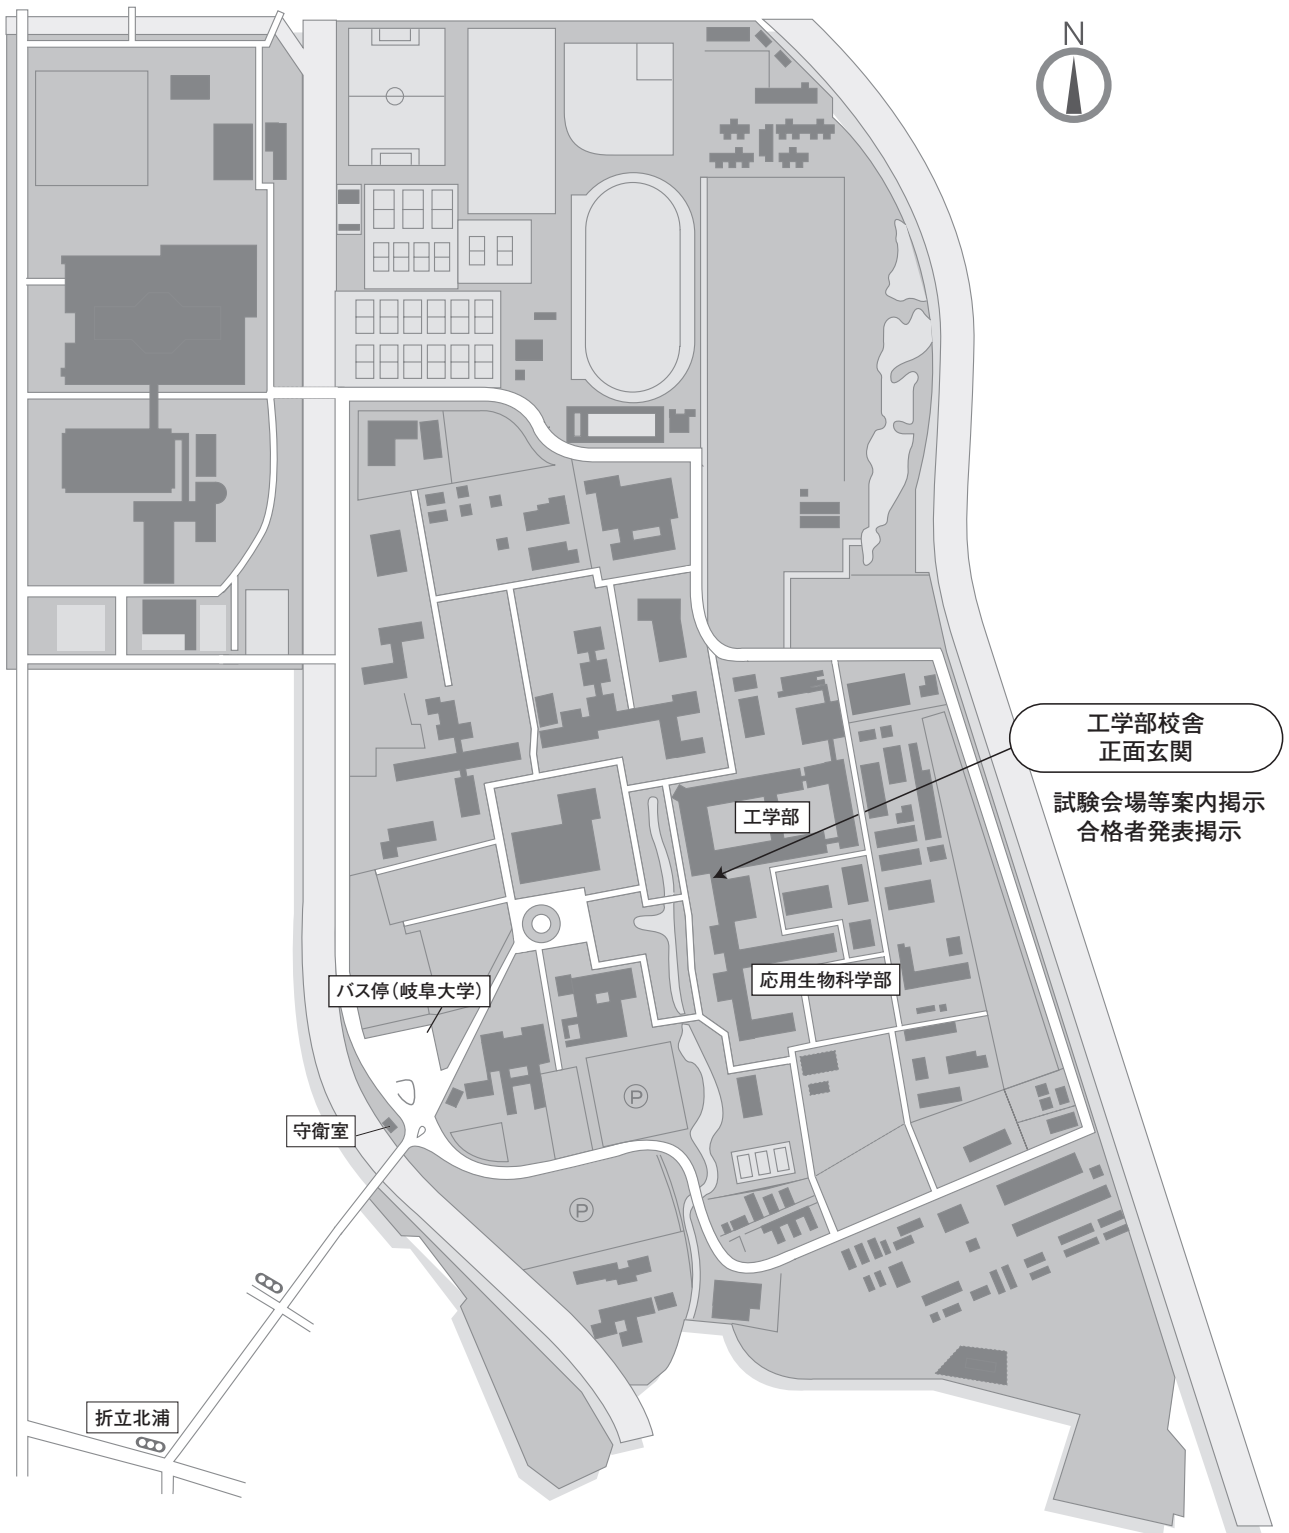 N
工学部校舎
正面玄関
試験会場等案内掲示
合格者発表掲示
工学部
応用生物科学部
バス停(岐阜大学)
P
守衛室
P
折立北浦